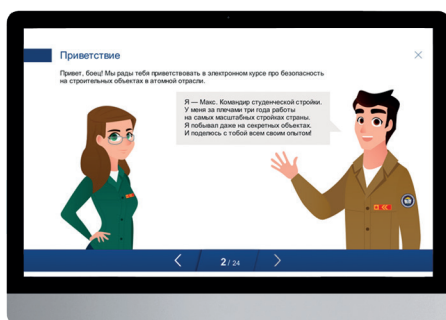 Приветствие
Привет, боец! Мы рады тебя приветствовать в электронном курсе про безопасность
на строительных объектах в атомной отрасли.
Я — Макс. Командир студенческой стройки.
У меня за плечами три года работы
на самых масштабных стройках страны.
Я побывал даже на секретных объектах.
И поделюсь с тобой всем своим опытом!
2 / 24